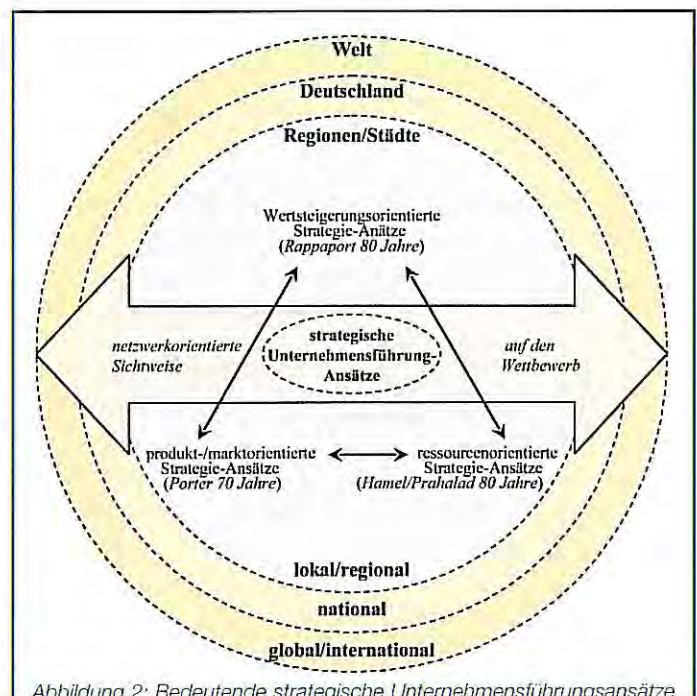 Welt
Deutschland
Regionen/Städte
Wertsteigerungsorientierte
Strategie-Anätze
(Rappaport 80 Jahre)
netzwerkorientierte
Sichtweise
strategische
Unternehmensführung-
Ansätze
auf den
Wettbewerb
produkt-/marktorientierte
Strategie-Ansätze
(Porter 70 Jahre)
ressourcenorientierte
Strategie-Ansätze
(Hamel/Prahalad 80 Jahre)
lokal/regional
national
global/international
Abbildung 2: Bedeutende strategische Unternehmensführungsansätze